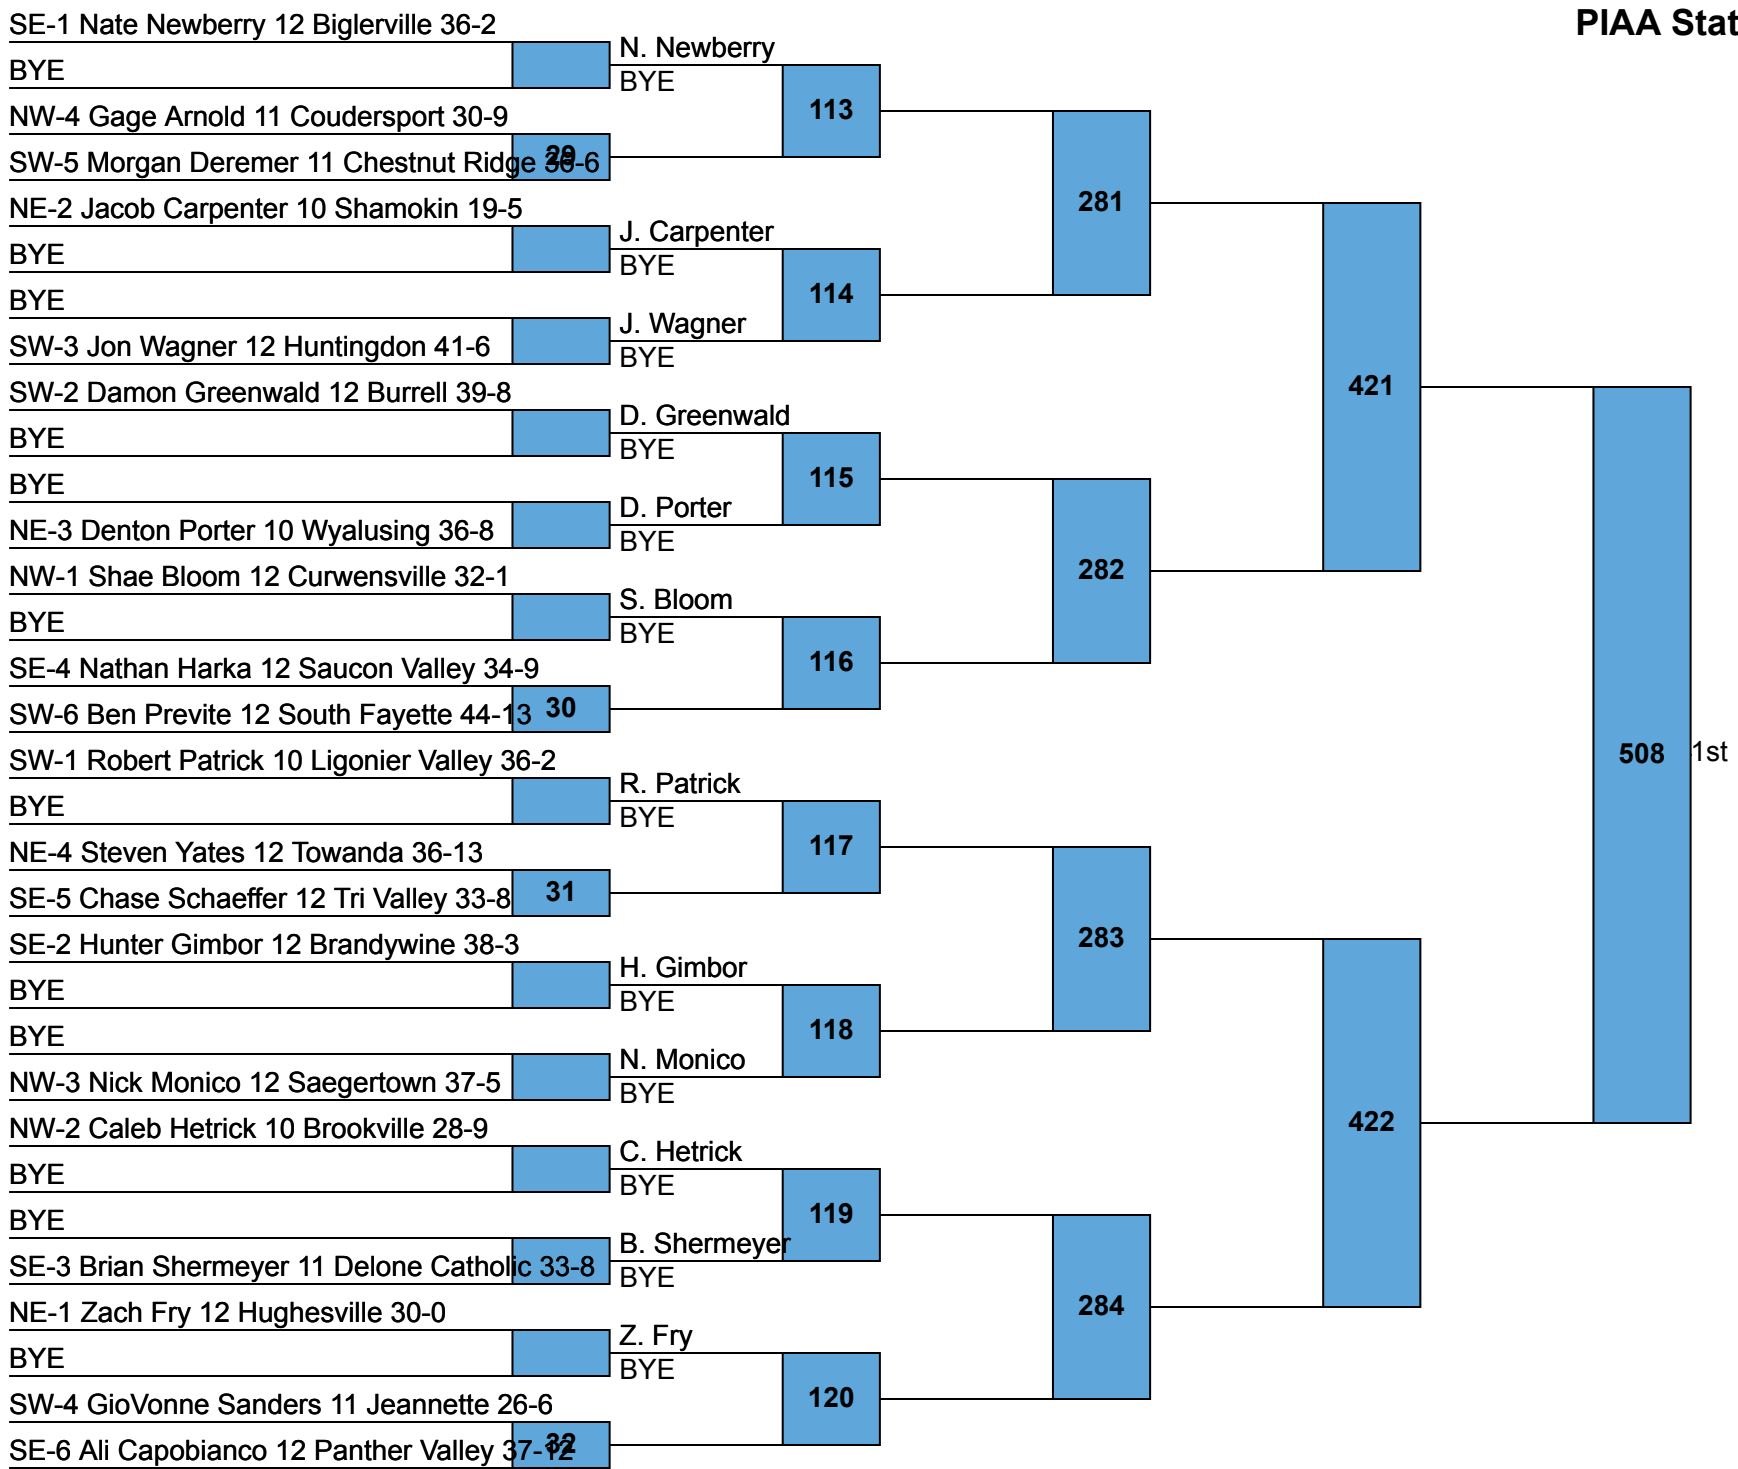 PIAA Stat
SE-1 Nate Newberry 12 Biglerville 36-2
N. Newberry
BYE
BYE
113
NW-4 Gage Arnold 11 Coudersport 30-9
29
SW-5 Morgan Deremer 11 Chestnut Ridge 36-6
281
NE-2 Jacob Carpenter 10 Shamokin 19-5
J. Carpenter
BYE
BYE
114
BYE
J. Wagner
SW-3 Jon Wagner 12 Huntingdon 41-6
BYE
421
SW-2 Damon Greenwald 12 Burrell 39-8
D. Greenwald
BYE
BYE
115
BYE
D. Porter
NE-3 Denton Porter 10 Wyalusing 36-8
BYE
282
NW-1 Shae Bloom 12 Curwensville 32-1
S. Bloom
BYE
BYE
116
SE-4 Nathan Harka 12 Saucon Valley 34-9
30
SW-6 Ben Previte 12 South Fayette 44-13
508
1st
SW-1 Robert Patrick 10 Ligonier Valley 36-2
R. Patrick
BYE
BYE
117
NE-4 Steven Yates 12 Towanda 36-13
31
SE-5 Chase Schaeffer 12 Tri Valley 33-8
283
SE-2 Hunter Gimbor 12 Brandywine 38-3
H. Gimbor
BYE
BYE
118
BYE
N. Monico
NW-3 Nick Monico 12 Saegertown 37-5
BYE
422
NW-2 Caleb Hetrick 10 Brookville 28-9
C. Hetrick
BYE
BYE
119
BYE
B. Shermeyer
SE-3 Brian Shermeyer 11 Delone Catholic 33-8
BYE
284
NE-1 Zach Fry 12 Hughesville 30-0
Z. Fry
BYE
BYE
120
SW-4 GioVonne Sanders 11 Jeannette 26-6
32
SE-6 Ali Capobianco 12 Panther Valley 37-12